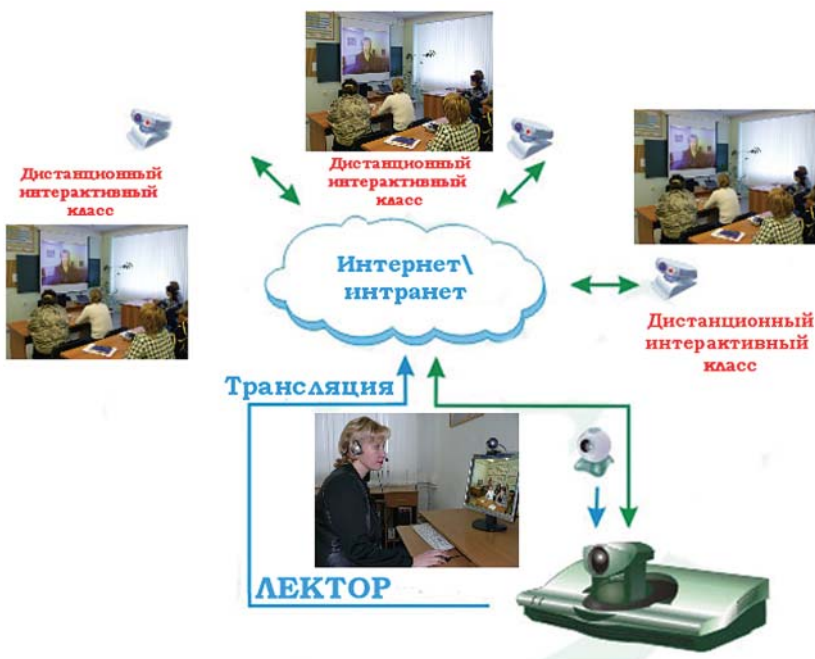 Дистанционный
интерактивный
класс
Дистанционный
интерактивный
класс
Дистанционный
интерактивный
класс
Интернет\
интранет
Трансляция
ЛЕКТОР